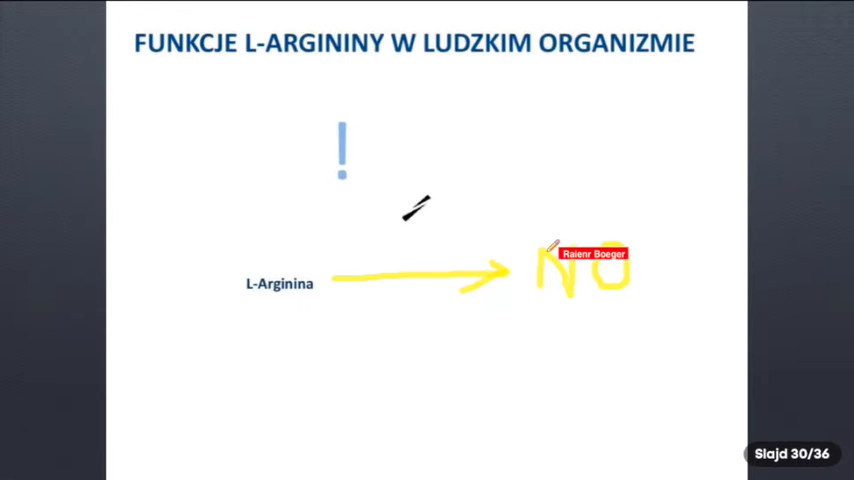 FUNKCJE L-ARGININY W LUDZKIM ORGANIZMIE
!
L-Arginina
NO
Raienr Boeger
Slajd 30/36